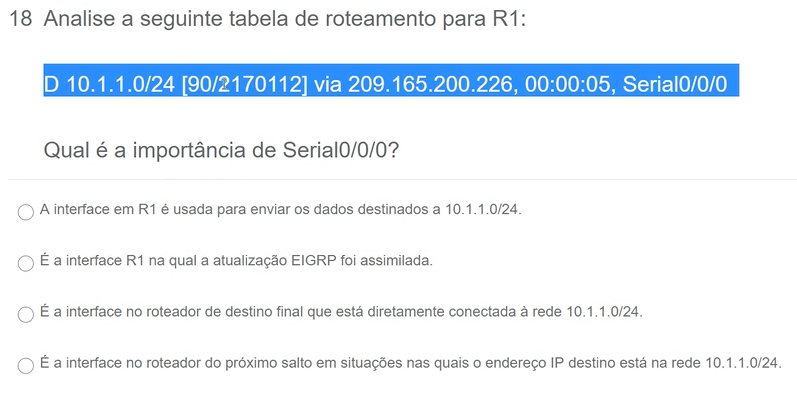 18 Analise a seguinte tabela de roteamento para R1:
D 10.1.1.0/24 [90/2170112] via 209.165.200.226, 00:00:05, Serial0/0/0
Qual é a importância de Serial0/0/0?
A interface em R1 é usada para enviar os dados destinados a 10.1.1.0/24.
É a interface R1 na qual a atualização EIGRP foi assimilada.
É a interface no roteador de destino final que está diretamente conectada à rede 10.1.1.0/24.
É a interface no roteador do próximo salto em situações nas quais o endereço IP destino está na rede 10.1.1.0/24.